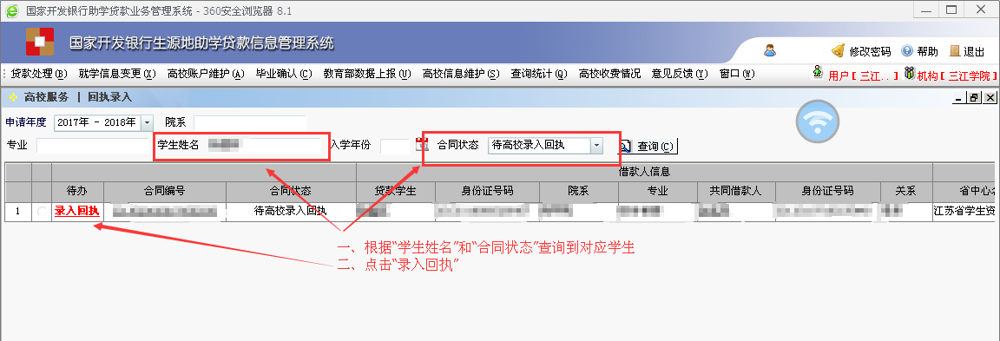 国家开发银行助学贷款业务管理系统 - 360安全浏览器 8.1
国家开发银行生源地助学贷款信息管理系统
修改密码 帮助 退出
贷款处理(B) 就学信息变更(X) 高校账户维护(A) 毕业确认(C) 教育部数据上报(U) 高校信息维护(S) 查询统计(Q) 高校收费情况 意见反馈(Y) 窗口(W) 用户 [ 三江. . ] 机构 [ 三江学院 ]
高校服务 | 回执录入
申请年度 2017年 - 2018年 院系
专业 学生姓名 入学年份 合同状态 待高校录入回执 查询(C)
借款人信息
待办 合同编号 合同状态 贷款学生 身份证号码 院系 专业 共同借款人 身份证号码 关系 省中心名
1 录入回执 待高校录入回执 江苏省学生资
一、根据“学生姓名”和“合同状态”查询到对应学生
二、点击“录入回执”